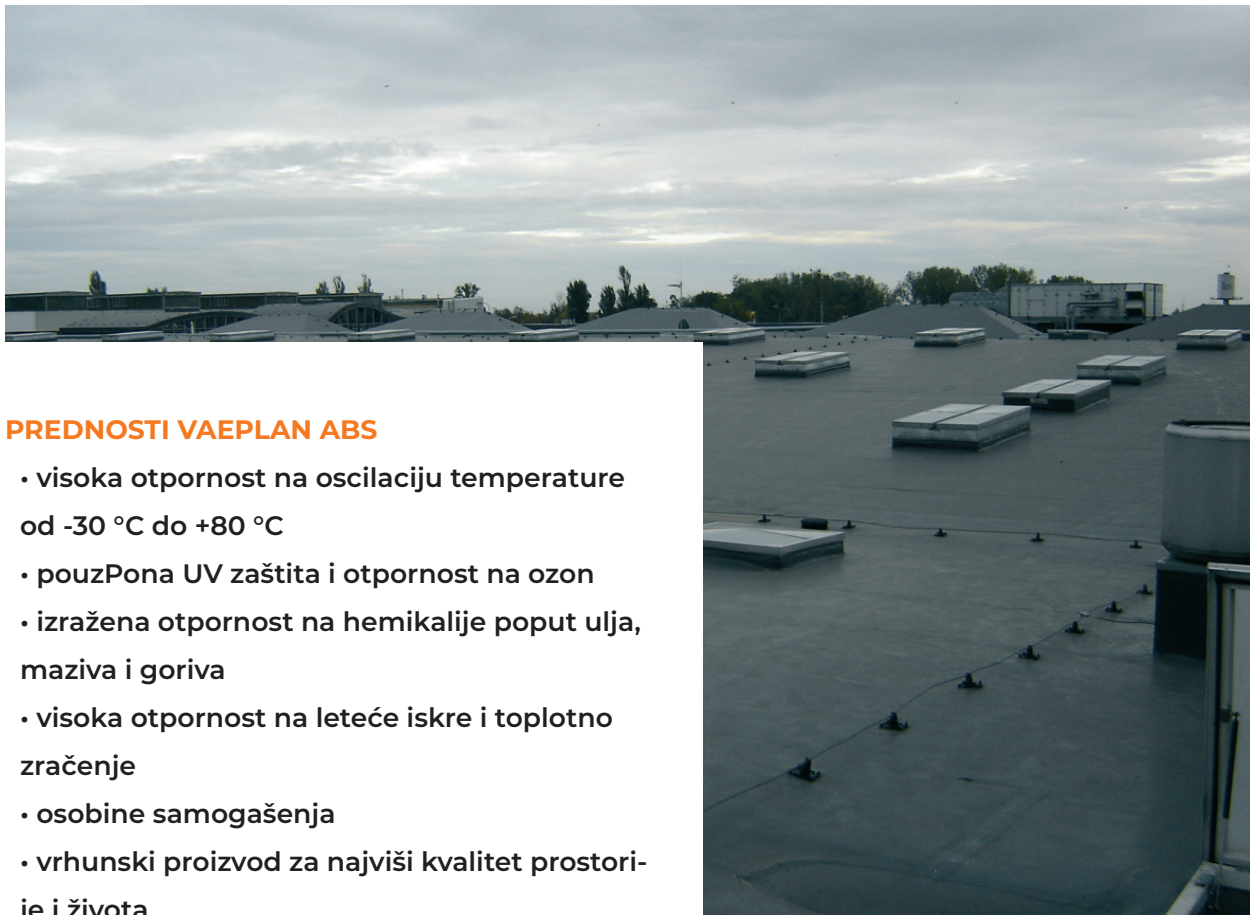 PREDNOSTI VAEPLAN ABS
• visoka otpornost na oscilaciju temperature
od -30 °C do +80 °C
• pouzPona UV zaštita i otpornost na ozon
• izražena otpornost na hemikalije poput ulja,
maziva i goriva
• visoka otpornost na leteće iskre i toplotno
zračenje
• osobine samogašenja
• vrhunski proizvod za najviši kvalitet prostori-
je i života